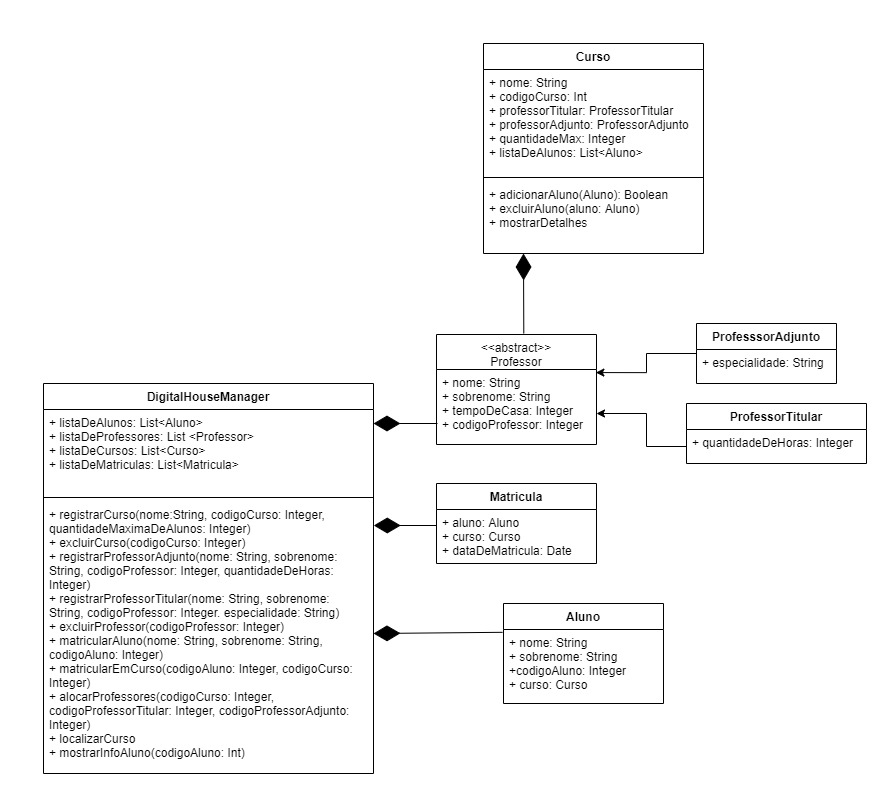 Curso
+ nome: String
+ codigoCurso: Int
+ professorTitular: ProfessorTitular
+ professorAdjunto: ProfessorAdjunto
+ quantidadeMax: Integer
+ listaDeAlunos: List<Aluno>
+ adicionarAluno(Aluno): Boolean
+ excluirAluno(aluno: Aluno)
+ mostrarDetalhes
<<abstract>>
Professor
+ nome: String
+ sobrenome: String
+ tempoDeCasa: Integer
+ codigoProfessor: Integer
ProfesssorAdjunto
+ especialidade: String
ProfessorTitular
+ quantidadeDeHoras: Integer
DigitalHouseManager
+ listaDeAlunos: List<Aluno>
+ listaDeProfessores: List <Professor>
+ listaDeCursos: List<Curso>
+ listaDeMatriculas: List<Matricula>
+ registrarCurso(nome:String, codigoCurso: Integer,
quantidadeMaximaDeAlunos: Integer)
+ excluirCurso(codigoCurso: Integer)
+ registrarProfessorAdjunto(nome: String, sobrenome:
String, codigoProfessor: Integer, quantidadeDeHoras:
Integer)
+ registrarProfessorTitular(nome: String, sobrenome:
String, codigoProfessor: Integer. especialidade: String)
+ excluirProfessor(codigoProfessor: Integer)
+ matricularAluno(nome: String, sobrenome: String,
codigoAluno: Integer)
+ matricularEmCurso(codigoAluno: Integer, codigoCurso:
Integer)
+ alocarProfessores(codigoCurso: Integer,
codigoProfessorTitular: Integer, codigoProfessorAdjunto:
Integer)
+ localizarCurso
+ mostrarInfoAluno(codigoAluno: Int)
Matricula
+ aluno: Aluno
+ curso: Curso
+ dataDeMatricula: Date
Aluno
+ nome: String
+ sobrenome: String
+codigoAluno: Integer
+ curso: Curso